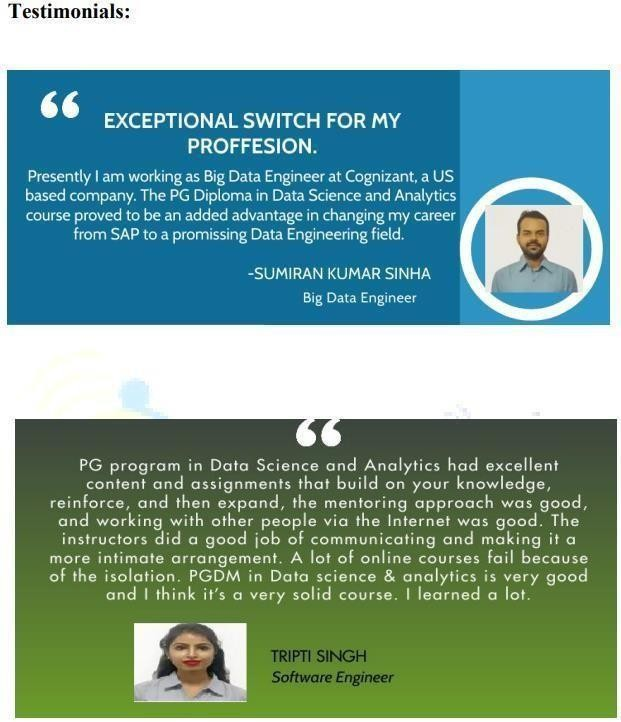 Testimonials:
EXCEPTIONAL SWITCH FOR MY
PROFFESION.
Presently I am working as Big Data Engineer at Cognizant, a US
based company. The PG Diploma in Data Science and Analytics
course proved to be an added advantage in changing my career
from SAP to a promissing Data Engineering field.
-SUMIRAN KUMAR SINHA
Big Data Engineer
PG program in Data Science and Analytics had excellent
content and assignments that build on your knowledge,
reinforce, and then expand, the mentoring approach was good,
and working with other people via the Internet was good. The
instructors did a good job of communicating and making it a
more intimate arrangement. A lot of online courses fail because
of the isolation. PGDM in Data science & analytics is very good
and I think it's a very solid course. I learned a lot.
TRIPTI SINGH
Software Engineer